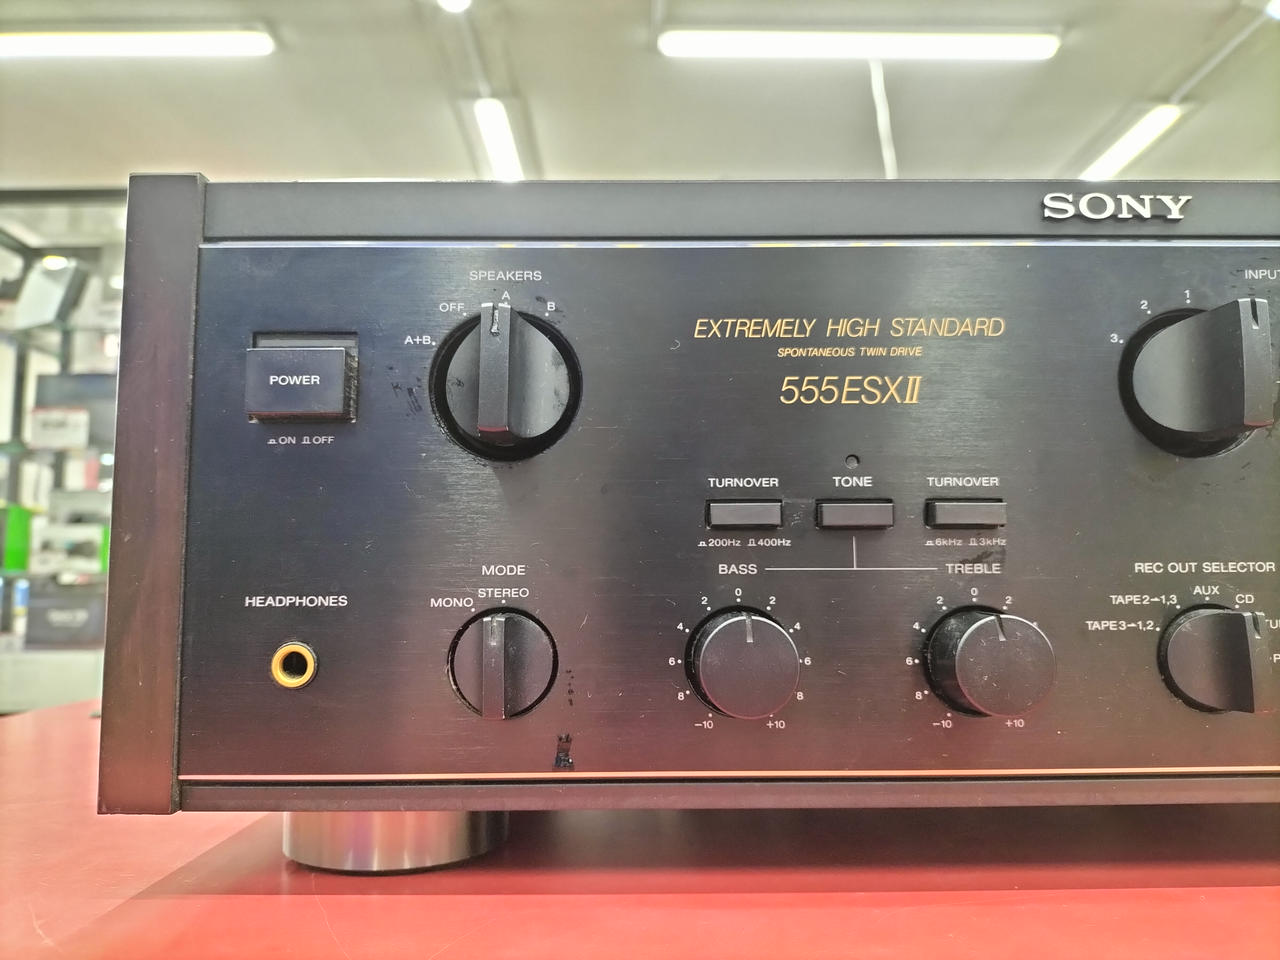 SONY
SPEAKERS
OFF A B
A+B
POWER
ON OFF
EXTREMELY HIGH STANDARD
SPONTANEOUS TWIN DRIVE
555ESXII
INPUT
1
2
3
TURNOVER TONE TURNOVER
200Hz 400Hz 6kHz 3kHz
BASS TREBLE
0
2 2
4 4
6 6
8 8
-10 +10
0
2 2
4
6
8
-10 +10
MODE
MONO STEREO
HEADPHONES
REC OUT SELECTOR
TAPE2→1,3 AUX CD
TAPE3→1,2 TU
P